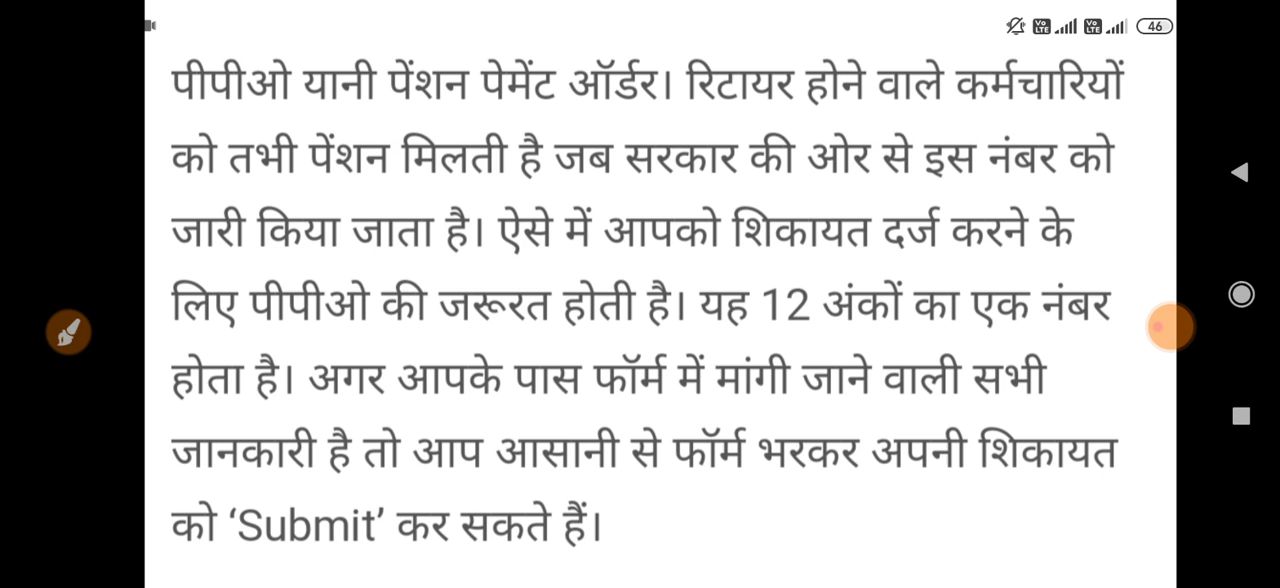 46
पीपीओ यानी पेंशन पेमेंट ऑर्डर। रिटायर होने वाले कर्मचारियों
को तभी पेंशन मिलती है जब सरकार की ओर से इस नंबर को
जारी किया जाता है। ऐसे में आपको शिकायत दर्ज करने के
लिए पीपीओ की जरूरत होती है। यह 12 अंकों का एक नंबर
होता है। अगर आपके पास फॉर्म में मांगी जाने वाली सभी
जानकारी है तो आप आसानी से फॉर्म भरकर अपनी शिकायत
को ‘Submit’ कर सकते हैं।